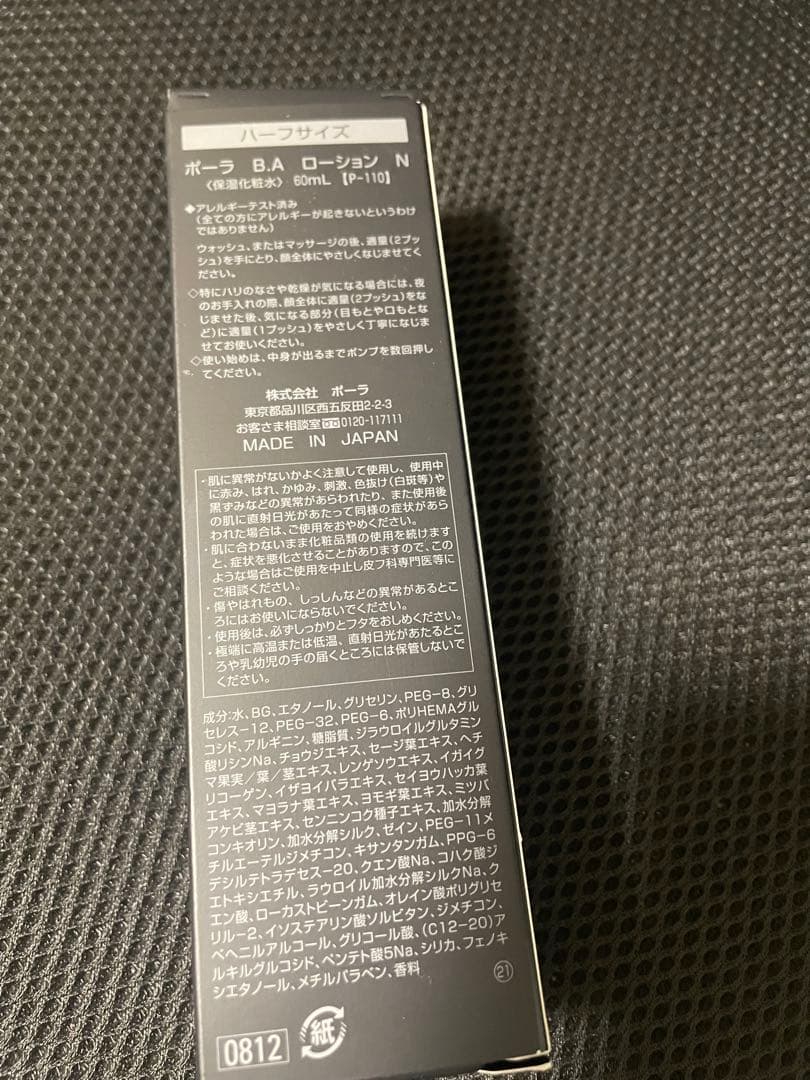 ハーフサイズ
ポーラ B.A ローション N
〈保湿化粧水〉 60mL 【P-110】
◆アレルギーテスト済み
(全ての方にアレルギーが起きないというわけ
ではありません)
ウォッシュ、またはマッサージの後、適量(2プッ
シュ)を手にとり、顔全体にやさしくなじませてく
ださい。
◇特にハリのなさや乾燥が気になる場合には、夜
のお手入れの際、顔全体に適量(2プッシュ)をな
じませた後、気になる部分(目もとや口もとな
ど)に適量(1プッシュ)をやさしく丁寧になじま
せてお使いください。
◇使い始めは、中身が出るまでポンプを数回押し
てください。
株式会社 ポーラ
東京都品川区西五反田2-2-3
お客さま相談室 0120-117111
MADE IN JAPAN
・肌に異常がないかよく注意して使用し、使用中
に赤み、はれ、かゆみ、刺激、色抜け(白斑等)や
黒ずみなどの異常があらわれたり、また使用後
の肌に直射日光があたって同様の症状があら
われた場合は、ご使用をおやめください。
・肌に合わないまま化粧品類の使用を続けます
と、症状を悪化させることがありますので、この
ような場合はご使用を中止し皮フ科専門医等に
ご相談ください。
・傷やはれもの、しっしんなどの異常があるとこ
ろにはお使いにならないでください。
・使用後は、必ずしっかりとフタをおしめください。
・極端に高温または低温、直射日光があたるとこ
ろや乳幼児の手の届くところには保管しないで
ください。
成分:水、BG、エタノール、グリセリン、PEG-8、グリ
セレス-12、PEG-32、PEG-6、ポリHEMAグル
コシド、アルギニン、糖脂質、ジラウロイルグルタミン
酸リシンNa、チョウジエキス、セージ葉エキス、ヘチ
マ果実/葉/茎エキス、レンゲソウエキス、イガイグ
リコーゲン、イザヨイバラエキス、セイヨウハッカ葉
エキス、マヨラナ葉エキス、ヨモギ葉エキス、ミツバ
アケビ茎エキス、センニンコク種子エキス、加水分解
コンキオリン、加水分解シルク、ゼイン、PEG-11メ
チルエーテルジメチコン、キサンタンガム、PPG-6
デシルテトラデセス-20、クエン酸Na、コハク酸ジ
エトキシエチル、ラウロイル加水分解シルクNa、ク
エン酸、ローカストビーンガム、オレイン酸ポリグリセ
リル-2、イソステアリン酸ソルビタン、ジメチコン、
ベヘニルアルコール、グリコール酸、(C12-20)ア
ルキルグルコシド、ペンテト酸5Na、シリカ、フェノキ
シエタノール、メチルパラベン、香料
21
0812
紙